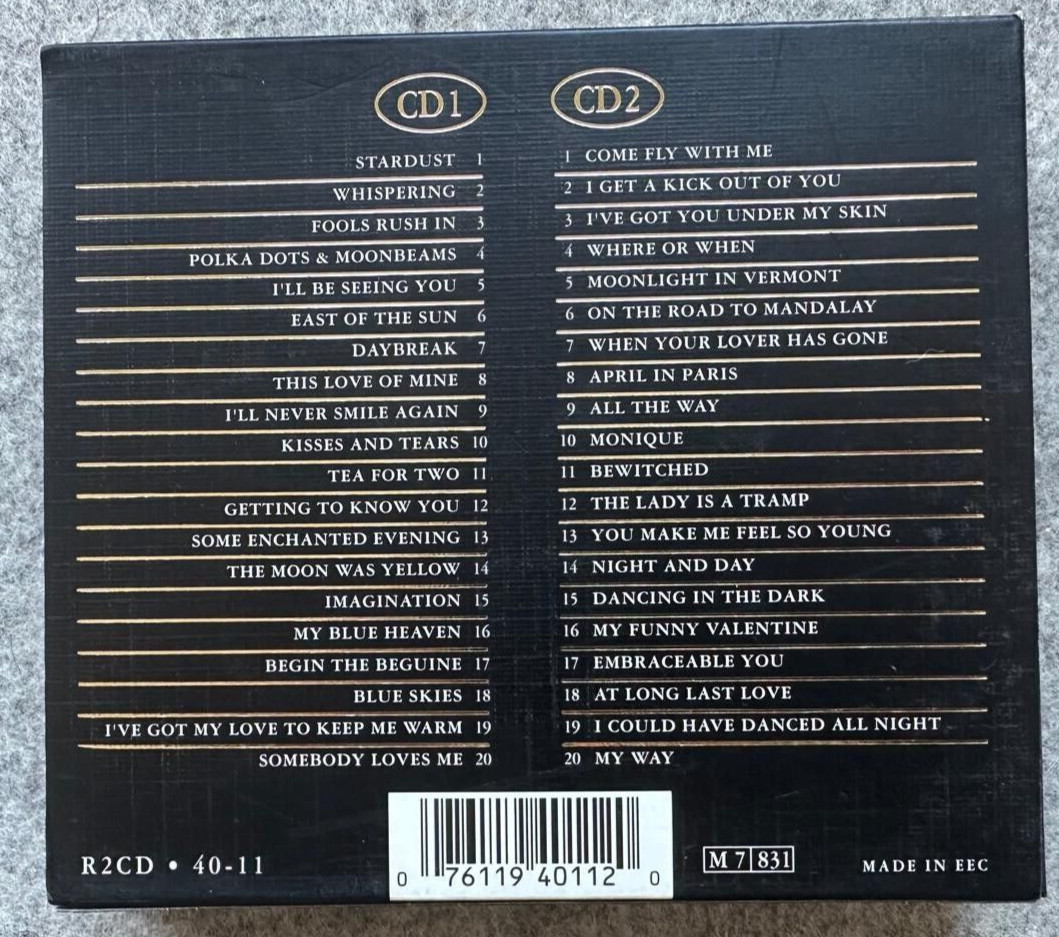 CD1
STARDUST 1
WHISPERING 2
FOOLS RUSH IN 3
POLKA DOTS & MOONBEAMS 4
I'LL BE SEEING YOU 5
EAST OF THE SUN 6
DAYBREAK 7
THIS LOVE OF MINE 8
I'LL NEVER SMILE AGAIN 9
KISSES AND TEARS 10
TEA FOR TWO 11
GETTING TO KNOW YOU 12
SOME ENCHANTED EVENING 13
THE MOON WAS YELLOW 14
IMAGINATION 15
MY BLUE HEAVEN 16
BEGIN THE BEGUINE 17
BLUE SKIES 18
I'VE GOT MY LOVE TO KEEP ME WARM 19
SOMEBODY LOVES ME 20
CD2
1 COME FLY WITH ME
2 I GET A KICK OUT OF YOU
3 I'VE GOT YOU UNDER MY SKIN
4 WHERE OR WHEN
5 MOONLIGHT IN VERMONT
6 ON THE ROAD TO MANDALAY
7 WHEN YOUR LOVER HAS GONE
8 APRIL IN PARIS
9 ALL THE WAY
10 MONIQUE
11 BEWITCHED
12 THE LADY IS A TRAMP
13 YOU MAKE ME FEEL SO YOUNG
14 NIGHT AND DAY
15 DANCING IN THE DARK
16 MY FUNNY VALENTINE
17 EMBRACEABLE YOU
18 AT LONG LAST LOVE
19 I COULD HAVE DANCED ALL NIGHT
20 MY WAY
R2CD • 40-11
0 76119 40112 0
M 7 831
MADE IN EEC